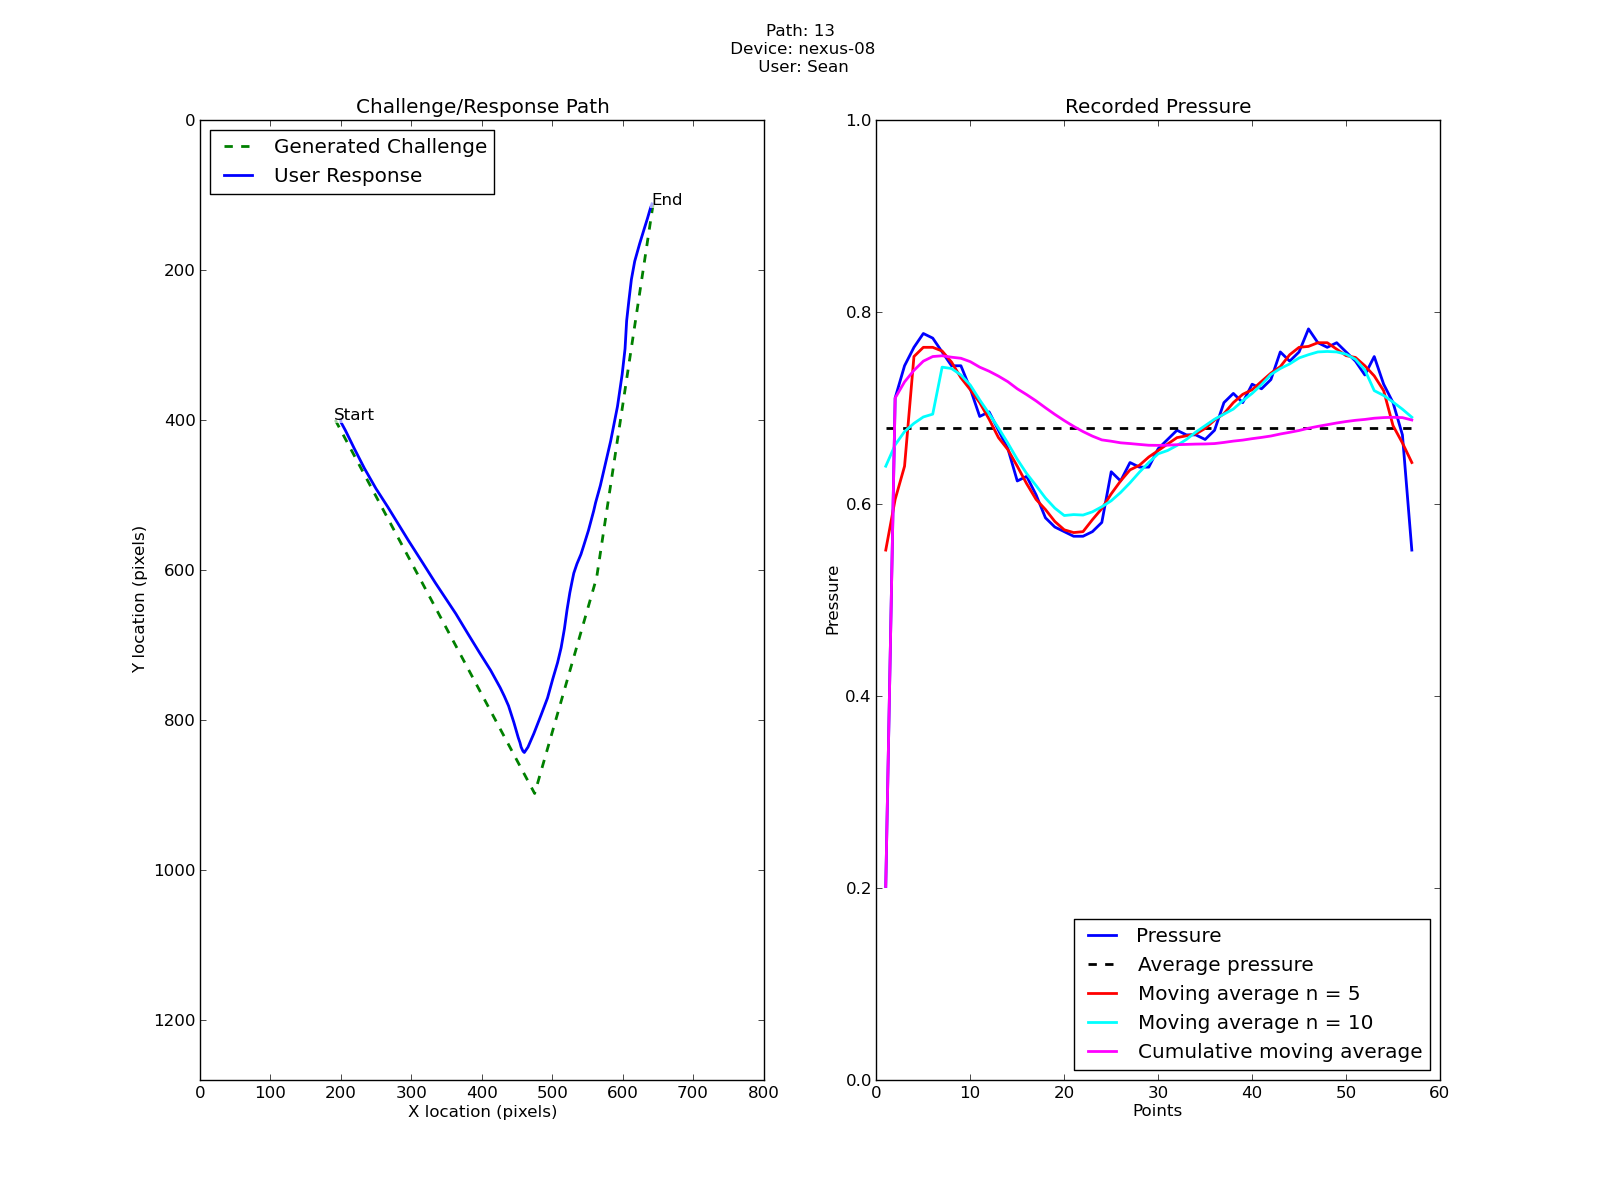 Path: 13
Device: nexus-08
User: Sean
Challenge/Response Path
Generated Challenge
User Response
Start
End
0
200
400
600
800
1000
1200
Y location (pixels)
0 100 200 300 400 500 600 700 800
X location (pixels)
Recorded Pressure
1.0
0.8
0.6
0.4
0.2
0.0
Pressure
Pressure
Average pressure
Moving average n = 5
Moving average n = 10
Cumulative moving average
0 10 20 30 40 50 60
Points